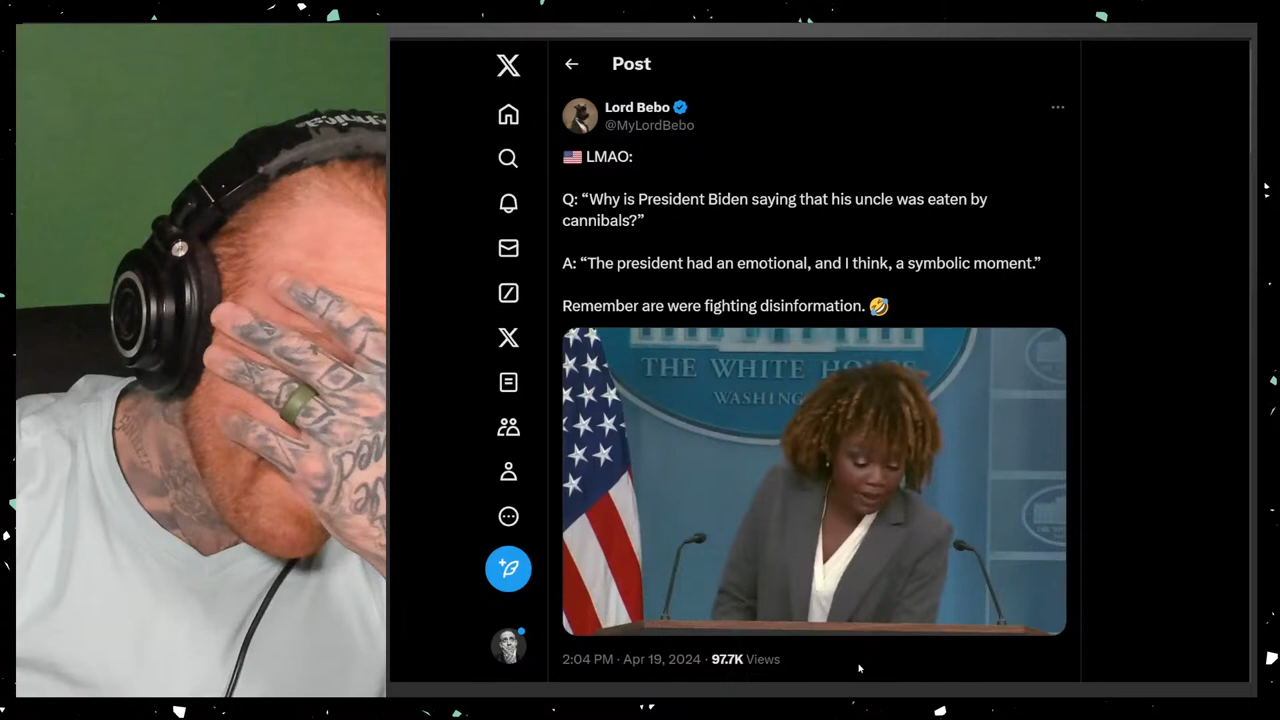 Post
Lord Bebo
@MyLordBebo
🇺🇸 LMAO:
Q: “Why is President Biden saying that his uncle was eaten by
cannibals?”
A: “The president had an emotional, and I think, a symbolic moment.”
Remember are were fighting disinformation. 🤣
THE WHITE HO
WASHING
2:04 PM · Apr 19, 2024 · 97.7K Views